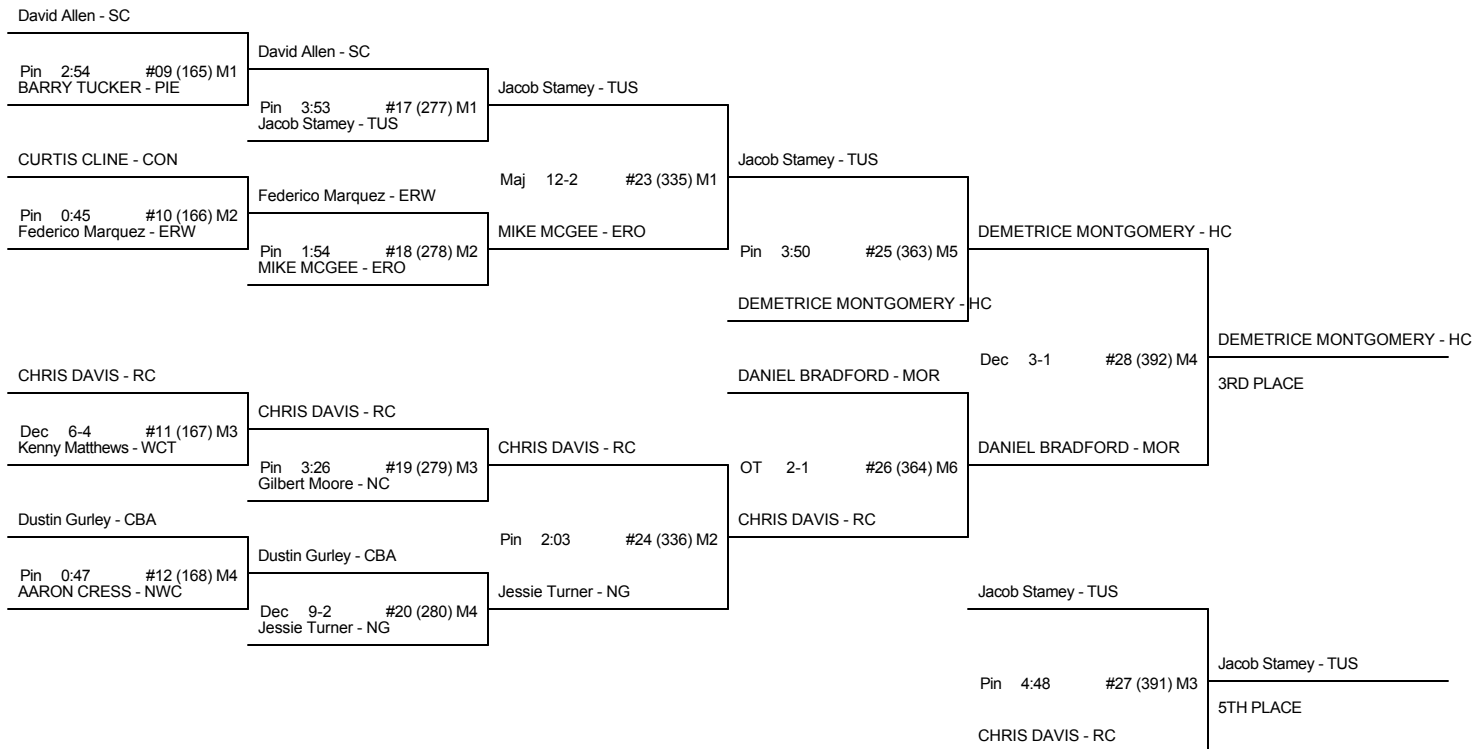 David Allen - SC
Pin 2:54 #09 (165) M1
BARRY TUCKER - PIE
CURTIS CLINE - CON
Pin 0:45 #10 (166) M2
Federico Marquez - ERW
CHRIS DAVIS - RC
Dec 6-4 #11 (167) M3
Kenny Matthews - WCT
Dustin Gurley - CBA
Pin 0:47 #12 (168) M4
AARON CRESS - NWC
David Allen - SC
Pin 3:53 #17 (277) M1
Jacob Stamey - TUS
Federico Marquez - ERW
Pin 1:54 #18 (278) M2
MIKE MCGEE - ERO
CHRIS DAVIS - RC
Pin 3:26 #19 (279) M3
Gilbert Moore - NC
Dustin Gurley - CBA
Dec 9-2 #20 (280) M4
Jessie Turner - NG
Jacob Stamey - TUS
Maj 12-2 #23 (335) M1
MIKE MCGEE - ERO
CHRIS DAVIS - RC
Pin 2:03 #24 (336) M2
Jessie Turner - NG
Jacob Stamey - TUS
Pin 3:50 #25 (363) M5
DEMETRICE MONTGOMERY - HC
DANIEL BRADFORD - MOR
OT 2-1 #26 (364) M6
CHRIS DAVIS - RC
DEMETRICE MONTGOMERY - HC
Dec 3-1 #28 (392) M4
DANIEL BRADFORD - MOR
Jacob Stamey - TUS
Pin 4:48 #27 (391) M3
CHRIS DAVIS - RC
DEMETRICE MONTGOMERY - HC
3RD PLACE
Jacob Stamey - TUS
5TH PLACE